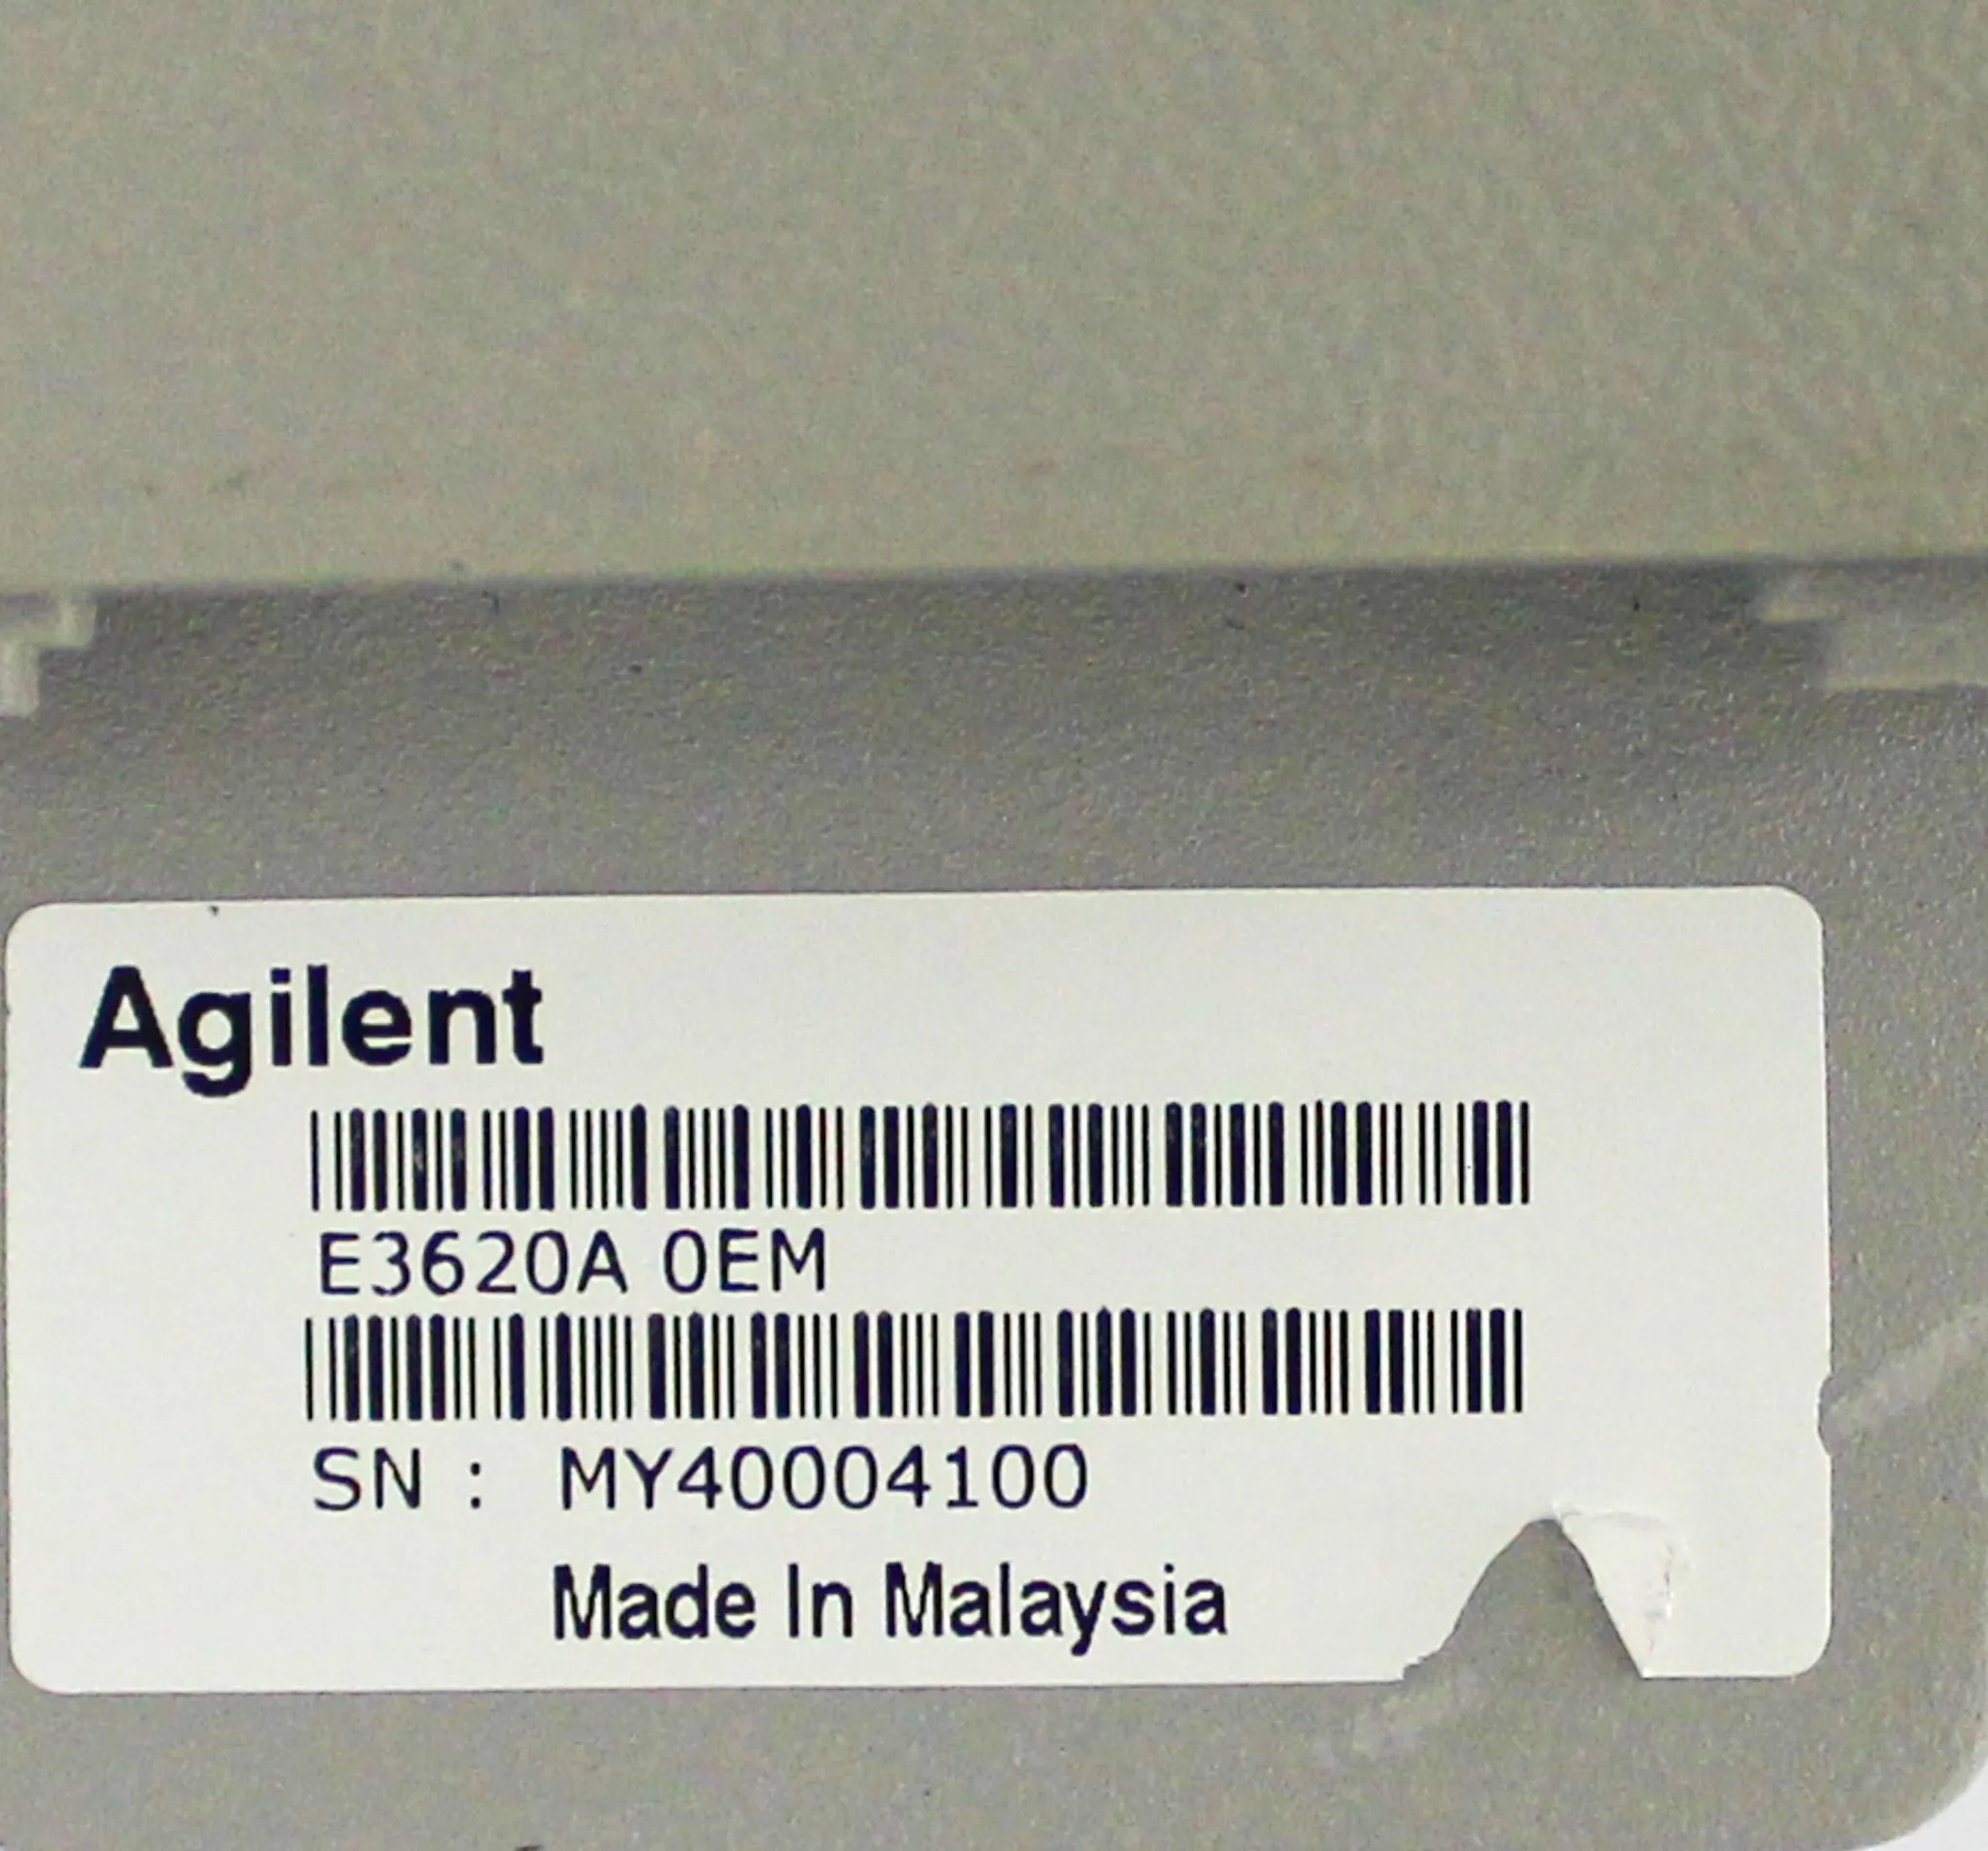 Agilent
E3620A 0EM
SN : MY40004100
Made In Malaysia